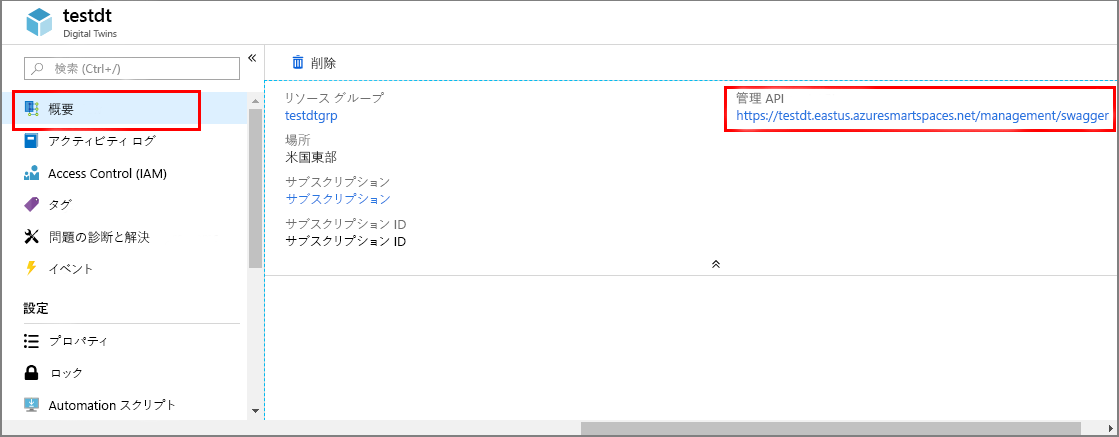 testdt
Digital Twins
検索 (Ctrl+/)
概要
アクティビティ ログ
Access Control (IAM)
タグ
問題の診断と解決
イベント
設定
プロパティ
ロック
Automation スクリプト
削除
リソース グループ
testdtgrp
場所
米国東部
サブスクリプション
サブスクリプション
サブスクリプション ID
サブスクリプション ID
管理 API
https://testdt.eastus.azuresmartspaces.net/management/swagger